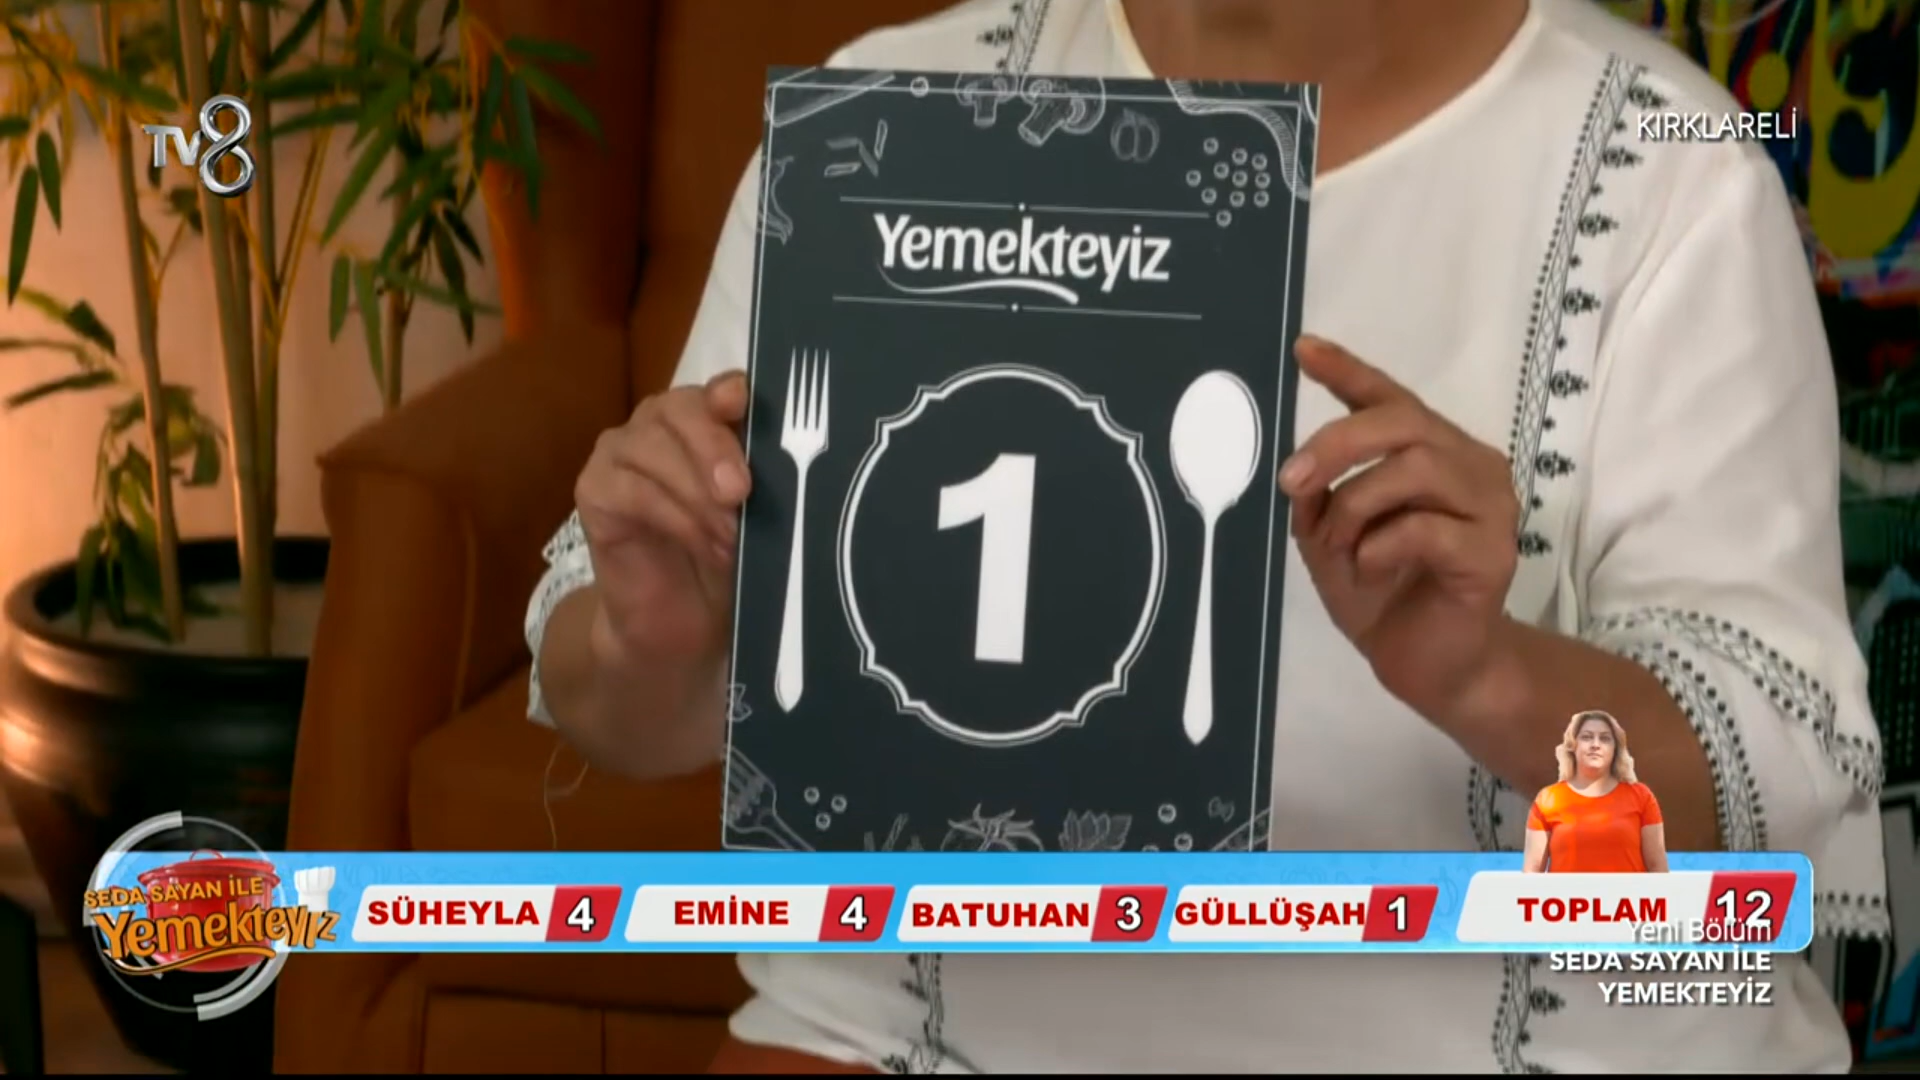 TV8
KIRKLARELİ
Yemekteyiz
1
SEDA SAYAN İLE
Yemekteyiz
SÜHEYLA 4
EMİNE 4
BATUHAN 3
GÜLLÜŞAH 1
TOPLAM 12
Yeni Bölüm
SEDA SAYAN İLE
YEMEKTEYİZ